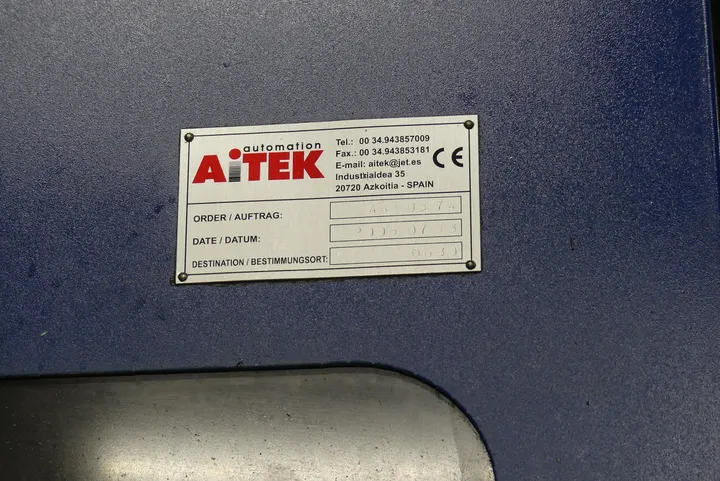 automation
AiTEK
Tel.: 00 34.943857009
Fax.: 00 34.943853181
E-mail: aitek@jet.es
Industrialdea 35
20720 Azkoitia - SPAIN
CE
ORDER / AUFTRAG:
DATE / DATUM:
DESTINATION / BESTIMMUNGSORT: